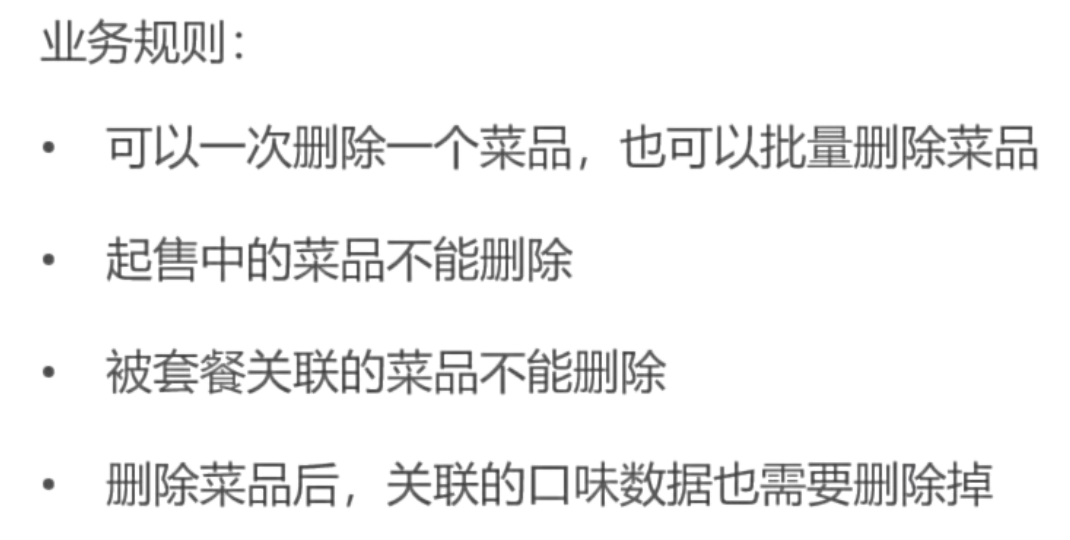 业务规则：
• 可以一次删除一个菜品，也可以批量删除菜品
• 起售中的菜品不能删除
• 被套餐关联的菜品不能删除
• 删除菜品后，关联的口味数据也需要删除掉